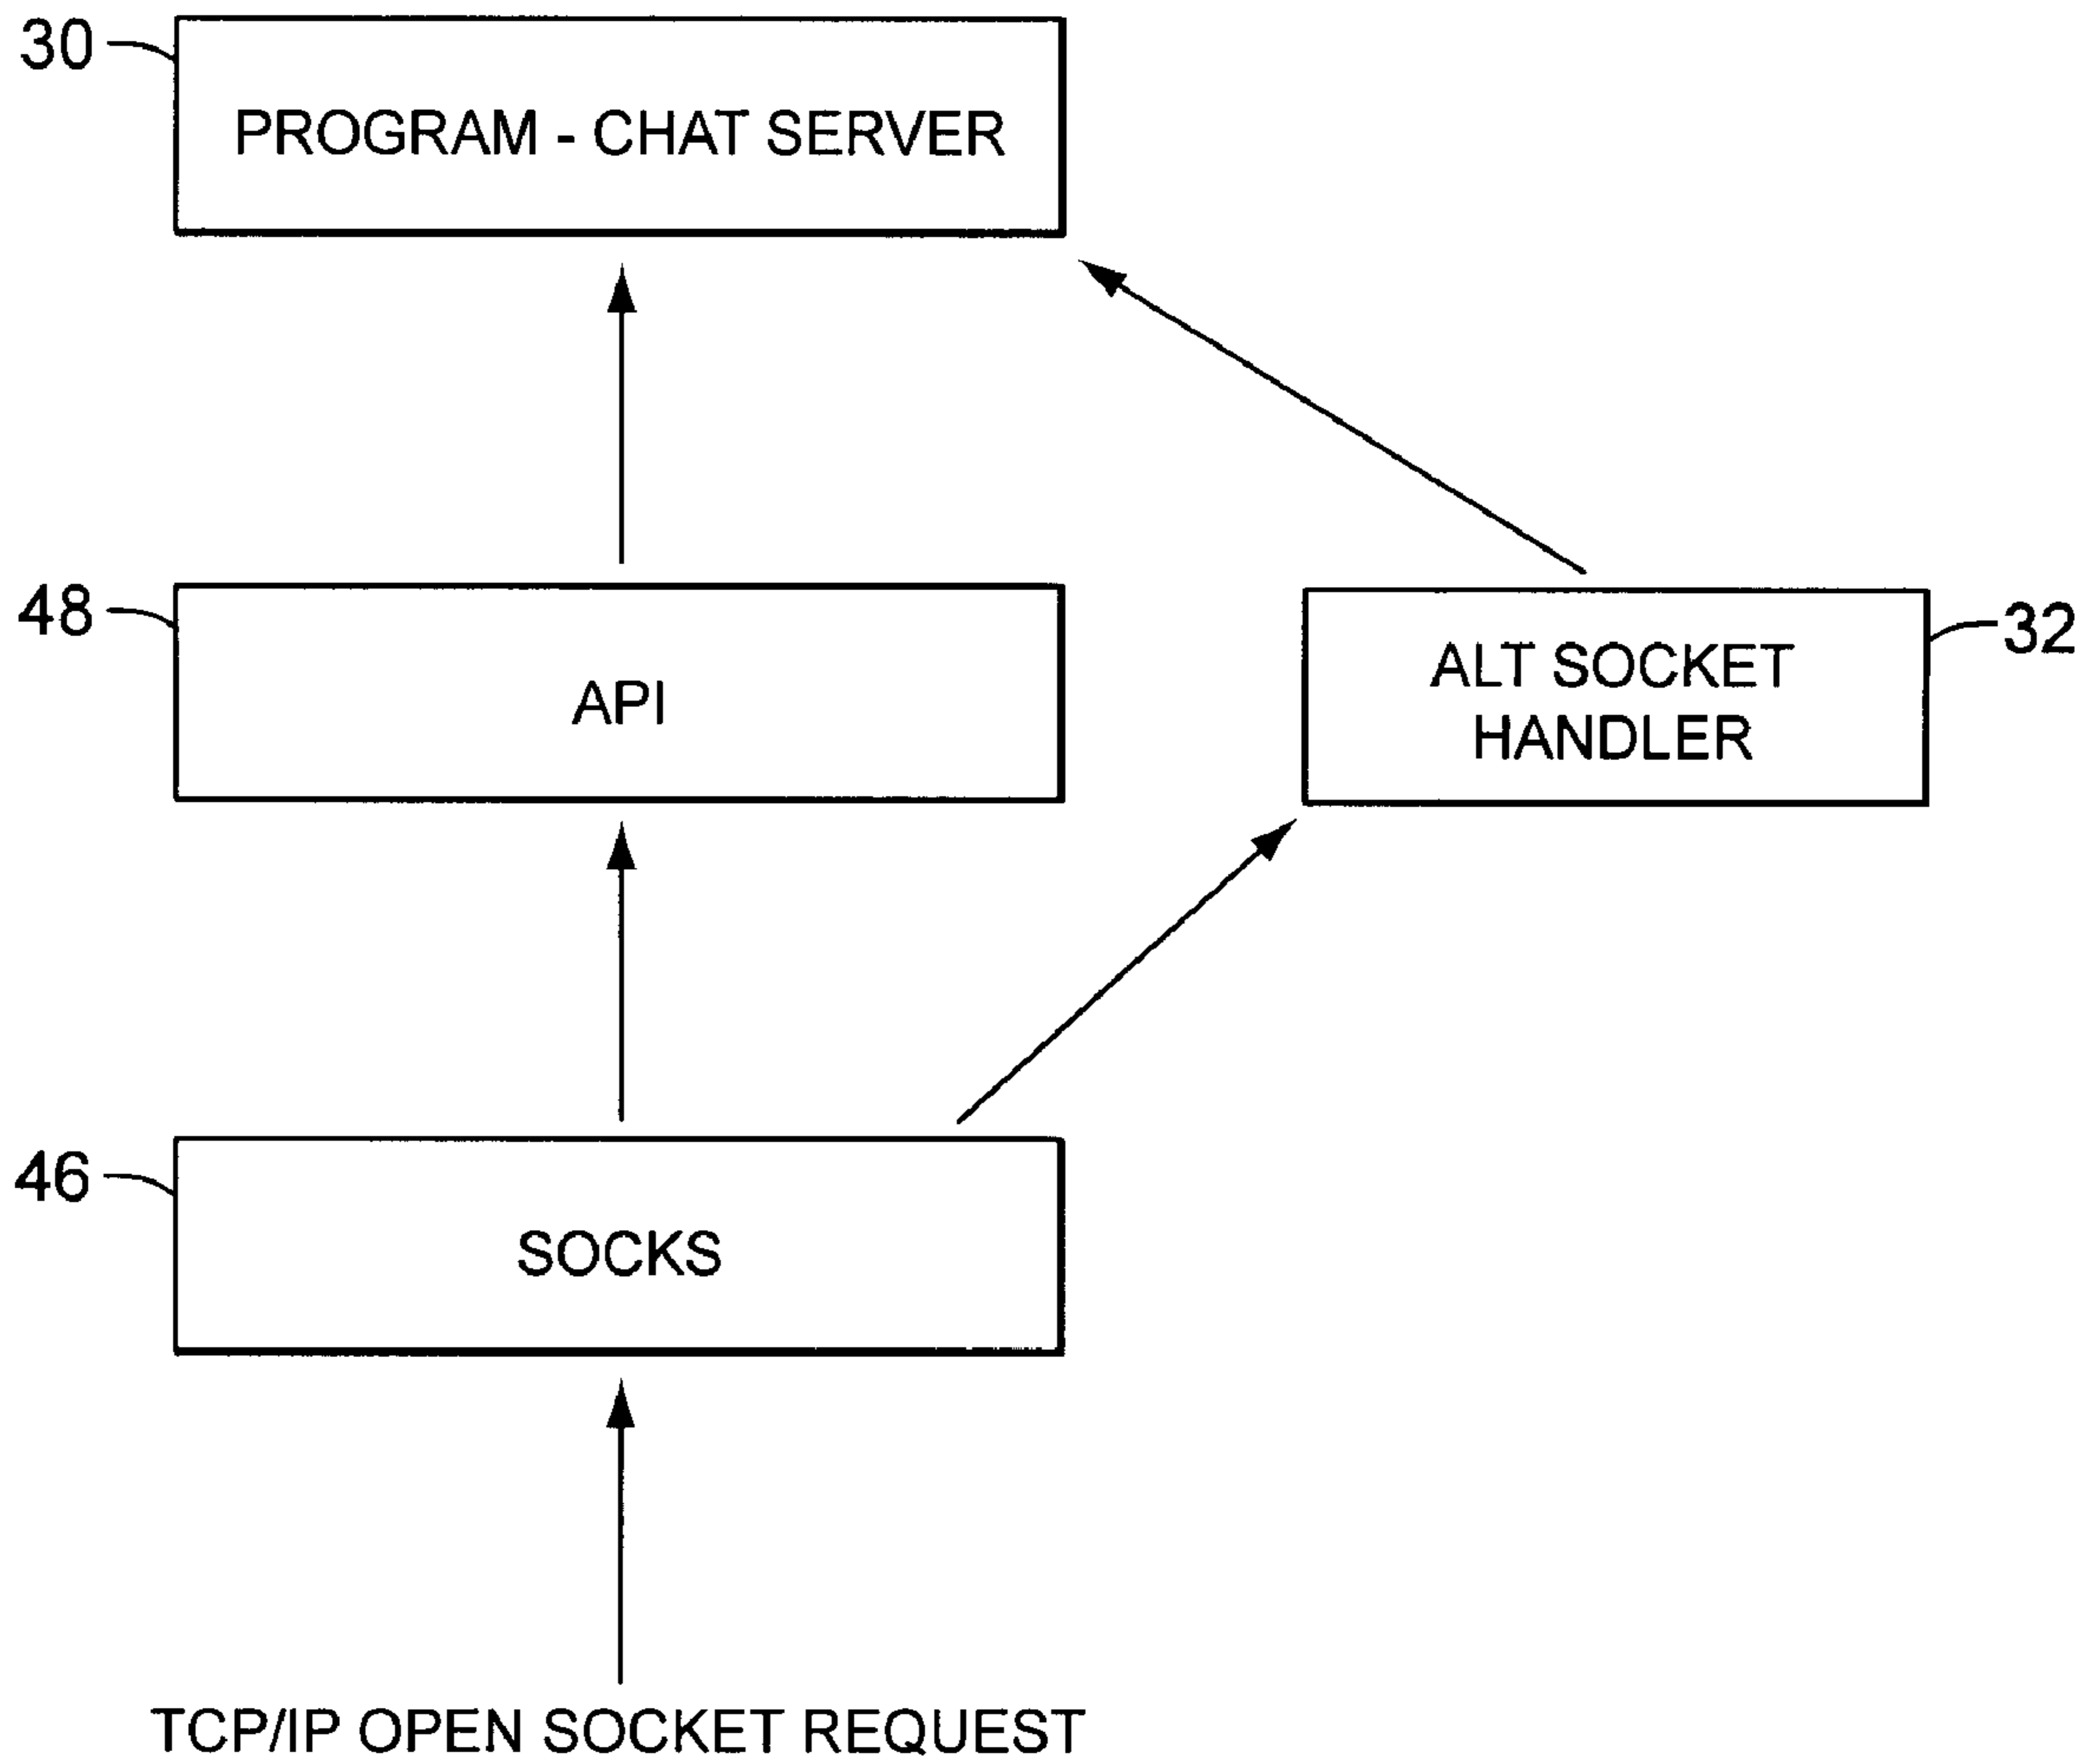 30
PROGRAM - CHAT SERVER
48
API
ALT SOCKET
HANDLER
32
46
SOCKS
TCP/IP OPEN SOCKET REQUEST